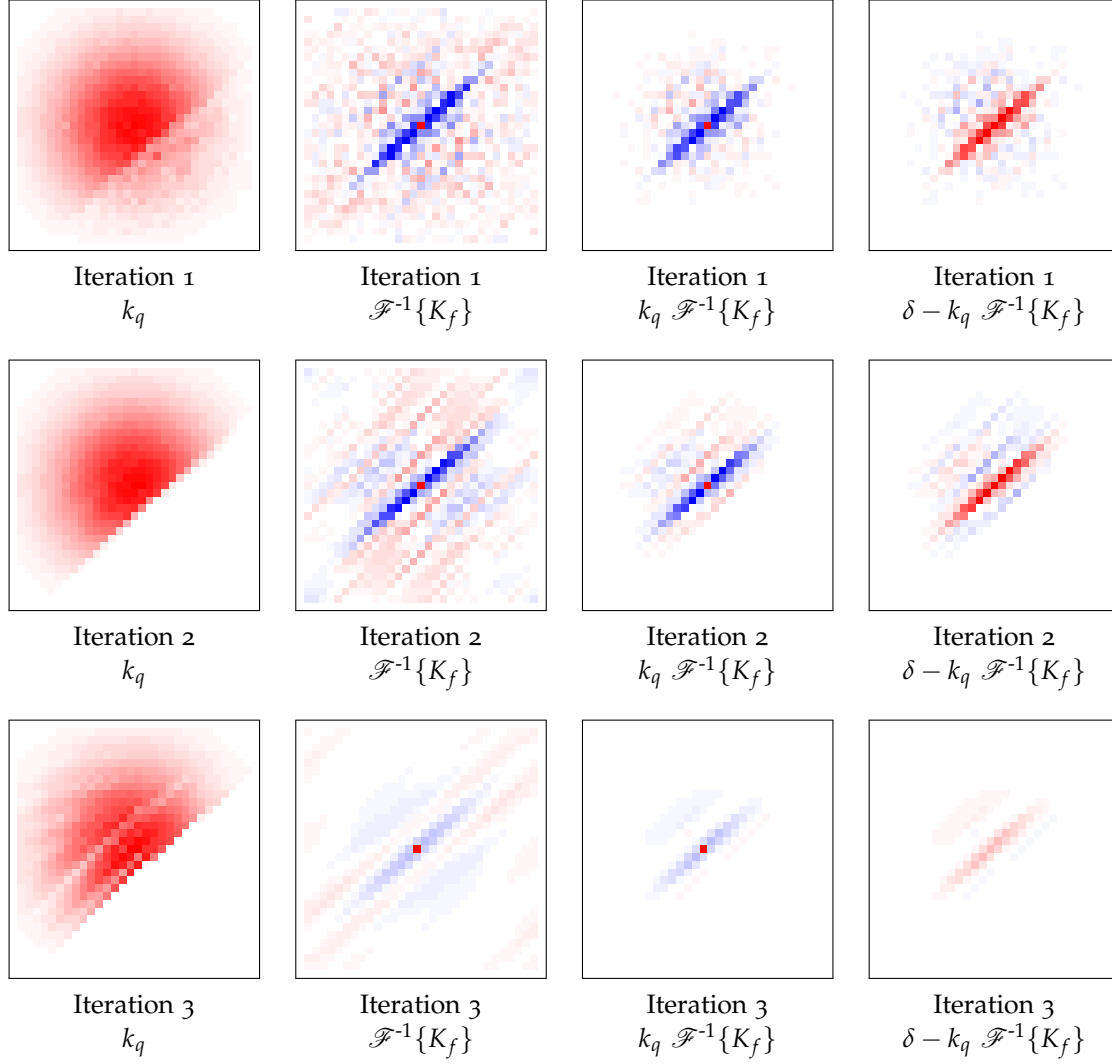 Iteration 1 Iteration 1 Iteration 1 Iteration 1
k_q ℱ⁻¹{K_f} k_q ℱ⁻¹{K_f} δ − k_q ℱ⁻¹{K_f}
Iteration 2 Iteration 2 Iteration 2 Iteration 2
k_q ℱ⁻¹{K_f} k_q ℱ⁻¹{K_f} δ − k_q ℱ⁻¹{K_f}
Iteration 3 Iteration 3 Iteration 3 Iteration 3
k_q ℱ⁻¹{K_f} k_q ℱ⁻¹{K_f} δ − k_q ℱ⁻¹{K_f}